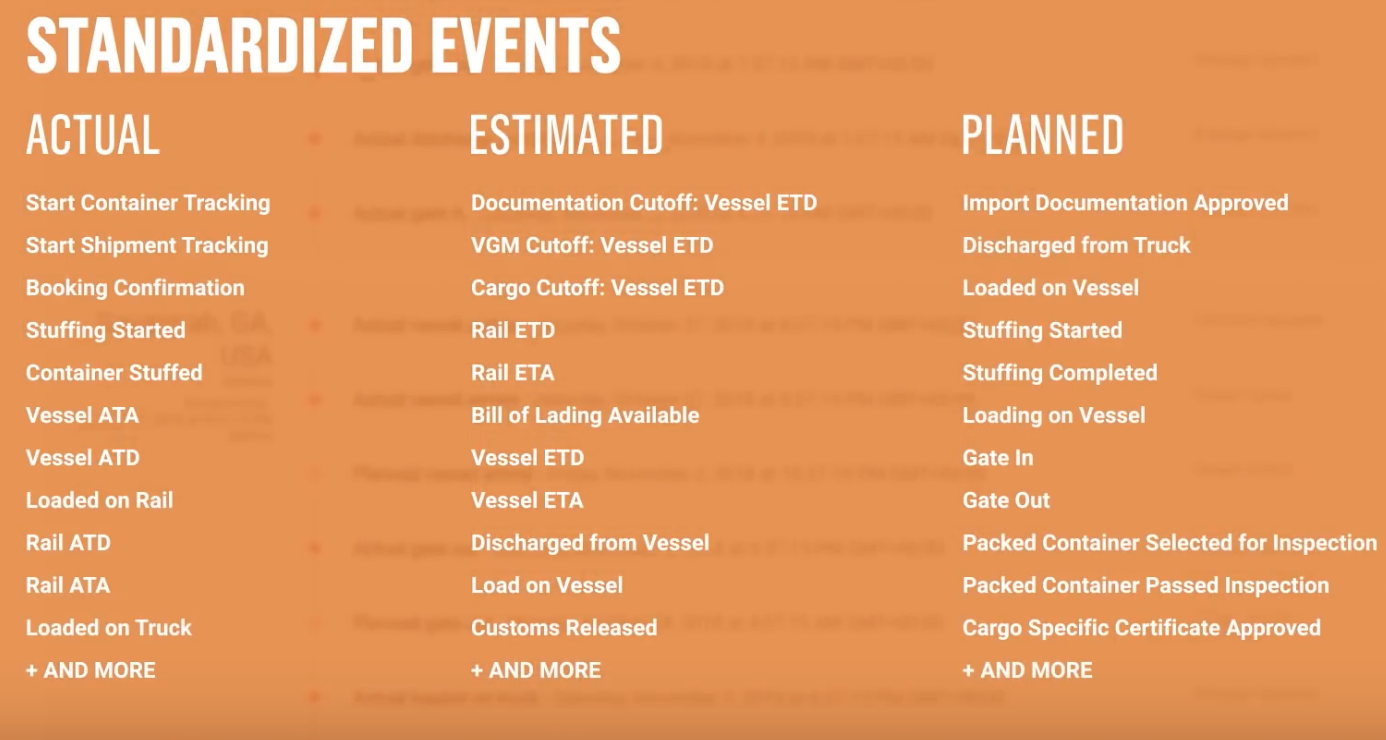 STANDARDIZED EVENTS
ACTUAL
Start Container Tracking
Start Shipment Tracking
Booking Confirmation
Stuffing Started
Container Stuffed
Vessel ATA
Vessel ATD
Loaded on Rail
Rail ATD
Rail ATA
Loaded on Truck
+ AND MORE
ESTIMATED
Documentation Cutoff: Vessel ETD
VGM Cutoff: Vessel ETD
Cargo Cutoff: Vessel ETD
Rail ETD
Rail ETA
Bill of Lading Available
Vessel ETD
Vessel ETA
Discharged from Vessel
Load on Vessel
Customs Released
+ AND MORE
PLANNED
Import Documentation Approved
Discharged from Truck
Loaded on Vessel
Stuffing Started
Stuffing Completed
Loading on Vessel
Gate In
Gate Out
Packed Container Selected for Inspection
Packed Container Passed Inspection
Cargo Specific Certificate Approved
+ AND MORE